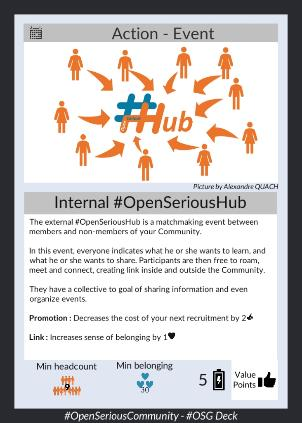 Action - Event
#Hub
Picture by Alexandre QUACH
Internal #OpenSeriousHub
The external #OpenSeriousHub is a matchmaking event between
members and non-members of your Community.
In this event, everyone indicates what he or she wants to learn, and
what he or she wants to share. Participants are then free to roam,
meet and connect, creating link inside and outside the Community.
They have a collective to goal of sharing information and even
organize events.
Promotion : Decreases the cost of your next recruitment by 2
Link : Increases sense of belonging by 1
Min headcount
9
Min belonging
30
5
Value
Points
#OpenSeriousCommunity - #OSG Deck